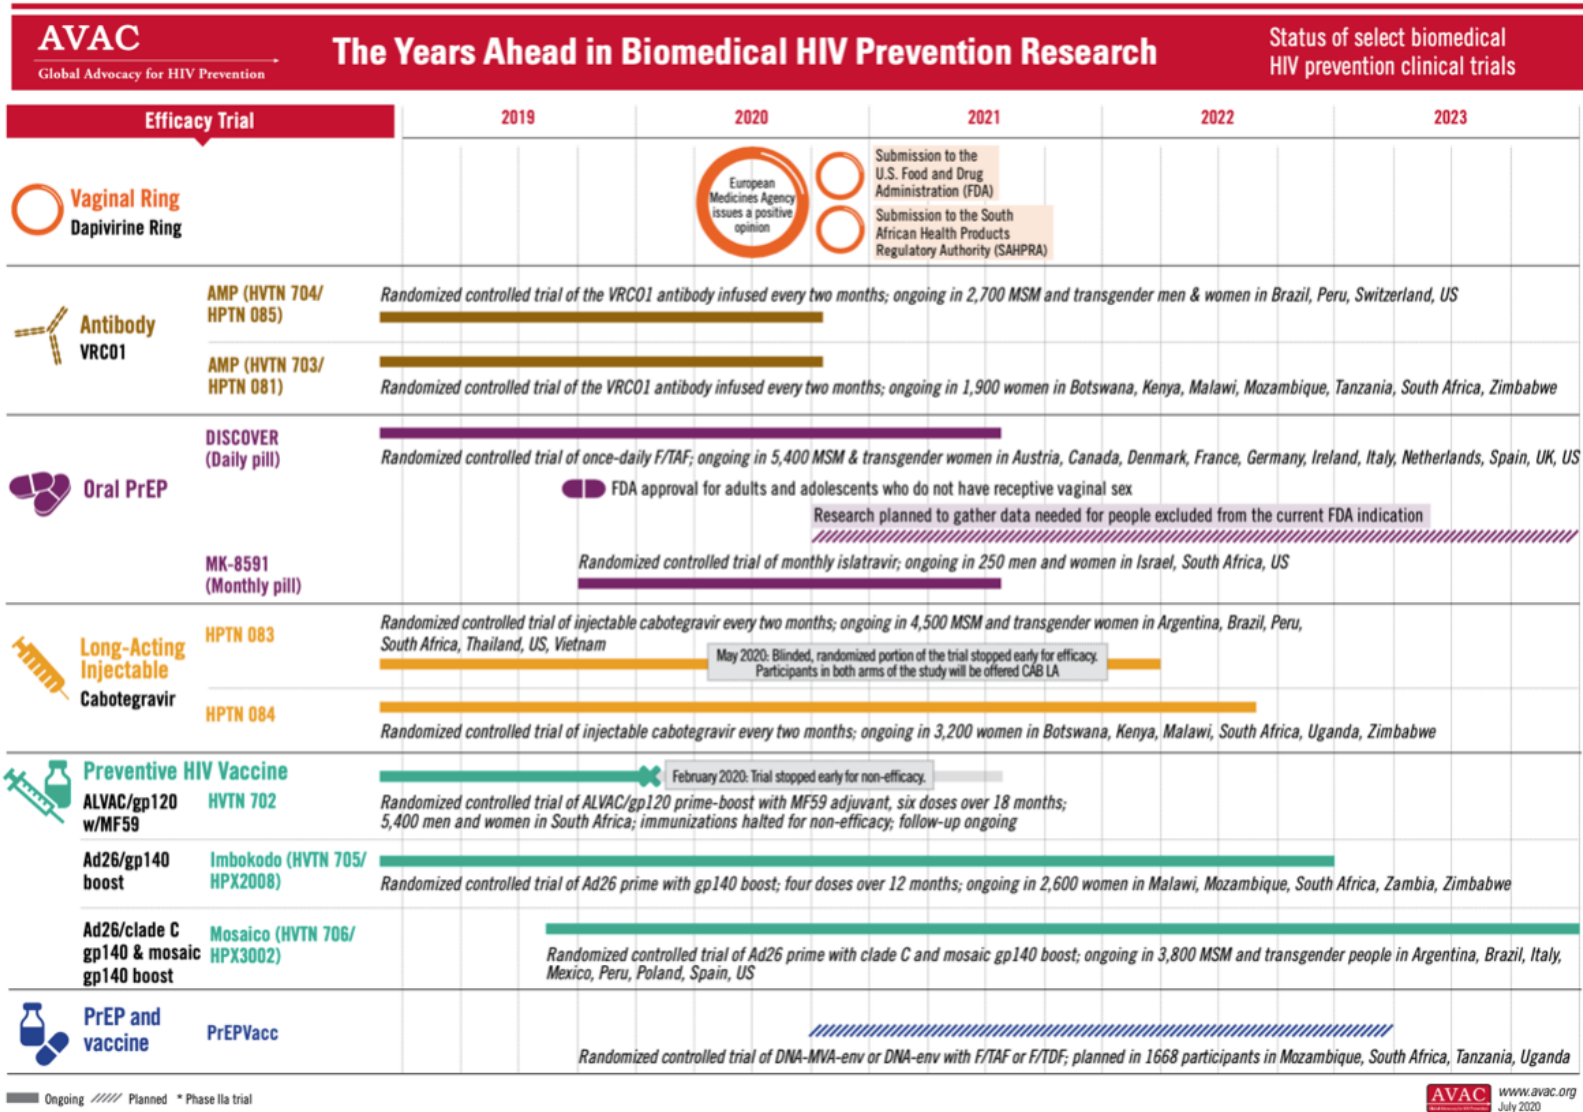 AVAC
Global Advocacy for HIV Prevention
The Years Ahead in Biomedical HIV Prevention Research
Status of select biomedical
HIV prevention clinical trials
Efficacy Trial
2019
2020
2021
2022
2023
Vaginal Ring
Dapivirine Ring
European
Medicines Agency
issues a positive
opinion
Submission to the
U.S. Food and Drug
Administration (FDA)
Submission to the South
African Health Products
Regulatory Authority (SAHPRA)
Antibody
VRC01
AMP (HVTN 704/
HPTN 085)
Randomized controlled trial of the VRC01 antibody infused every two months; ongoing in 2,700 MSM and transgender men & women in Brazil, Peru, Switzerland, US
AMP (HVTN 703/
HPTN 081)
Randomized controlled trial of the VRC01 antibody infused every two months; ongoing in 1,900 women in Botswana, Kenya, Malawi, Mozambique, Tanzania, South Africa, Zimbabwe
Oral PrEP
DISCOVER
(Daily pill)
Randomized controlled trial of once-daily F/TAF; ongoing in 5,400 MSM & transgender women in Austria, Canada, Denmark, France, Germany, Ireland, Italy, Netherlands, Spain, UK, US
FDA approval for adults and adolescents who do not have receptive vaginal sex
Research planned to gather data needed for people excluded from the current FDA indication
MK-8591
(Monthly pill)
Randomized controlled trial of monthly islatravir; ongoing in 250 men and women in Israel, South Africa, US
Long-Acting
Injectable
Cabotegravir
HPTN 083
Randomized controlled trial of injectable cabotegravir every two months; ongoing in 4,500 MSM and transgender women in Argentina, Brazil, Peru,
South Africa, Thailand, US, Vietnam
May 2020: Blinded, randomized portion of the trial stopped early for efficacy.
Participants in both arms of the study will be offered CAB LA
HPTN 084
Randomized controlled trial of injectable cabotegravir every two months; ongoing in 3,200 women in Botswana, Kenya, Malawi, South Africa, Uganda, Zimbabwe
Preventive HIV Vaccine
ALVAC/gp120
w/MF59
HVTN 702
February 2020: Trial stopped early for non-efficacy.
Randomized controlled trial of ALVAC/gp120 prime-boost with MF59 adjuvant, six doses over 18 months;
5,400 men and women in South Africa; immunizations halted for non-efficacy; follow-up ongoing
Ad26/gp140
boost
Imbokodo (HVTN 705/
HPX2008)
Randomized controlled trial of Ad26 prime with gp140 boost; four doses over 12 months; ongoing in 2,600 women in Malawi, Mozambique, South Africa, Zambia, Zimbabwe
Ad26/clade C
gp140 & mosaic
gp140 boost
Mosaico (HVTN 706/
HPX3002)
Randomized controlled trial of Ad26 prime with clade C and mosaic gp140 boost; ongoing in 3,800 MSM and transgender people in Argentina, Brazil, Italy,
Mexico, Peru, Poland, Spain, US
PrEP and
vaccine
PrEPVacc
Randomized controlled trial of DNA-MVA-env or DNA-env with F/TAF or F/TDF; planned in 1668 participants in Mozambique, South Africa, Tanzania, Uganda
Ongoing
Planned
* Phase IIa trial
AVAC
www.avac.org
July 2020